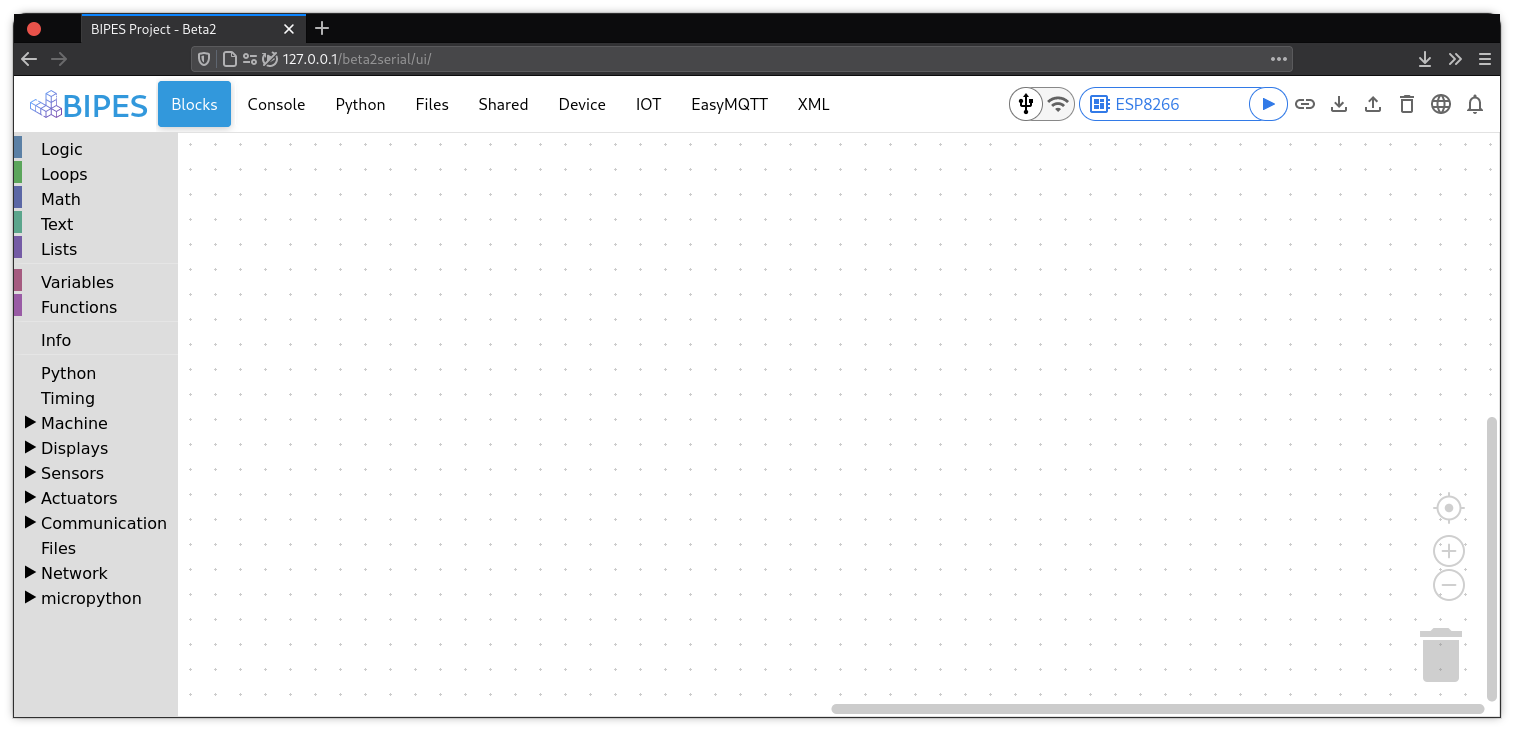 BIPES Project - Beta2
127.0.0.1/beta2serial/ui/
BIPES Blocks Console Python Files Shared Device IOT EasyMQTT XML ESP8266
Logic
Loops
Math
Text
Lists
Variables
Functions
Info
Python
Timing
Machine
Displays
Sensors
Actuators
Communication
Files
Network
micropython